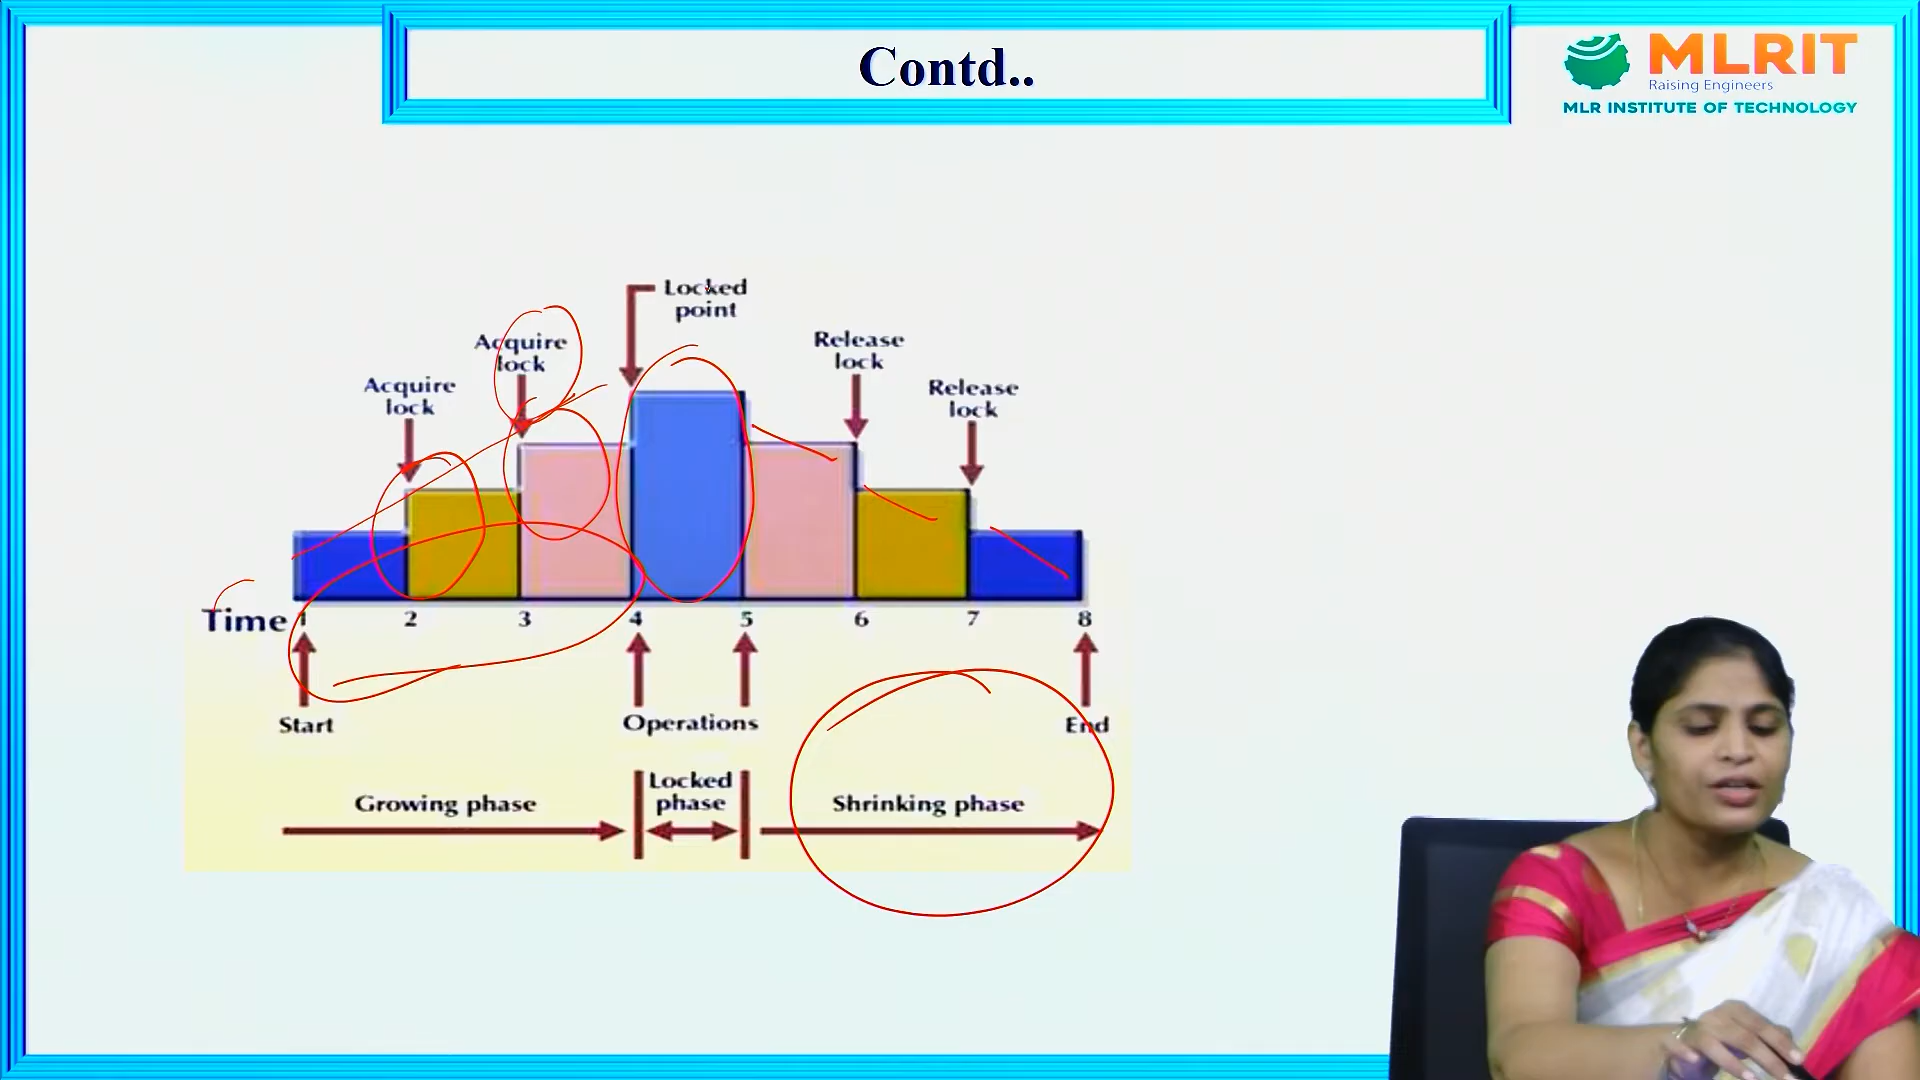 Contd..
MLRIT
Raising Engineers
MLR INSTITUTE OF TECHNOLOGY
Locked
point
Acquire
lock
Release
lock
Acquire
lock
Release
lock
Time 1 2 3 4 5 6 7 8
Start
Operations
End
Growing phase
Locked
phase
Shrinking phase